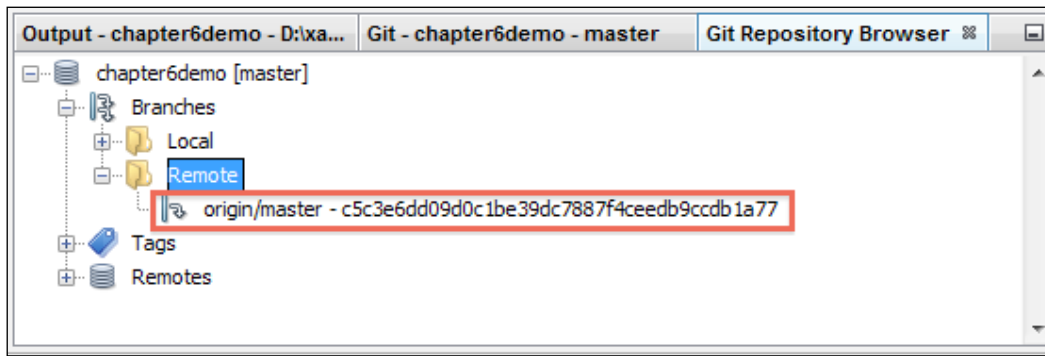 Output - chapter6demo - D:\xa... Git - chapter6demo - master Git Repository Browser
chapter6demo [master]
Branches
Local
Remote
origin/master - c5c3e6dd09d0c1be39dc7887f4ceedb9ccdb1a77
Tags
Remotes